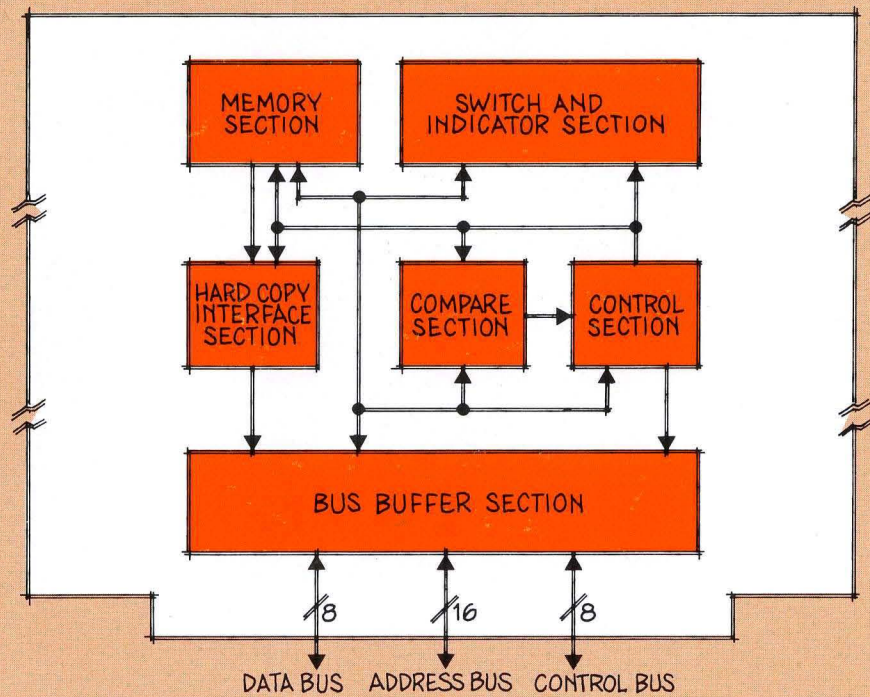 MEMORY
SECTION
SWITCH AND
INDICATOR SECTION
HARD COPY
INTERFACE
SECTION
COMPARE
SECTION
CONTROL
SECTION
BUS BUFFER SECTION
8
16
8
DATA BUS
ADDRESS BUS
CONTROL BUS